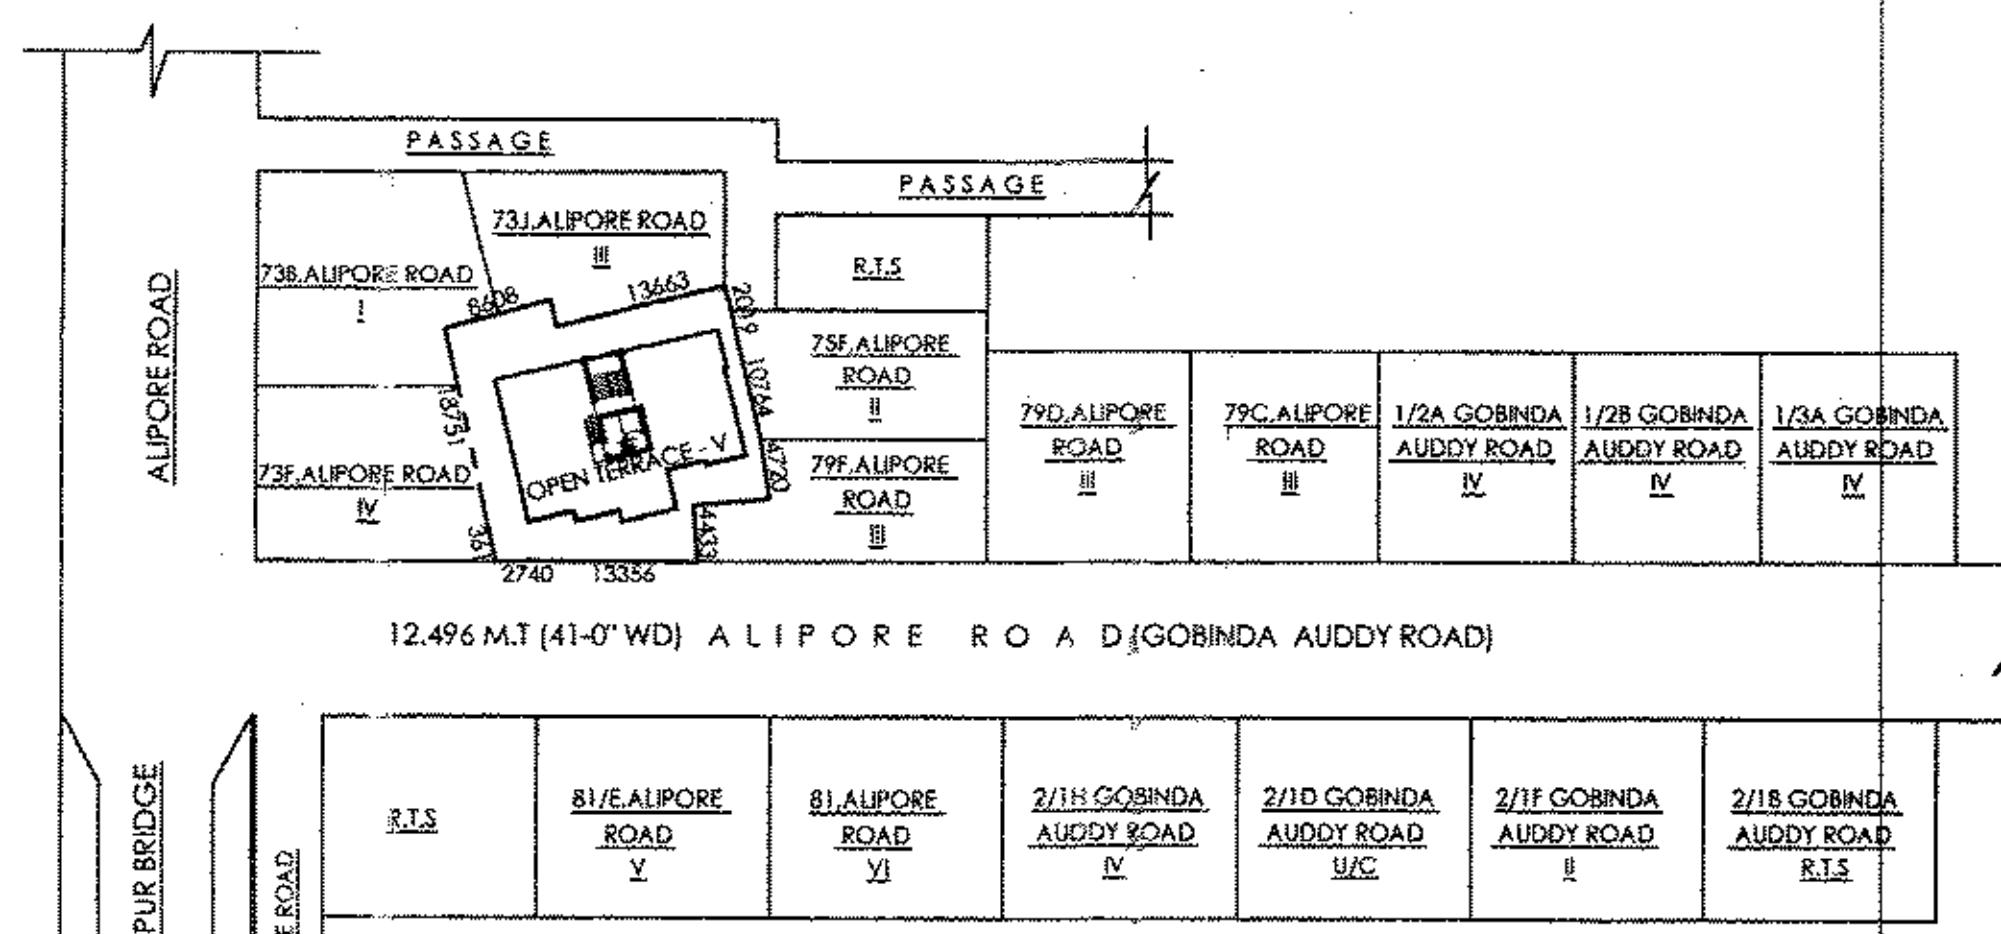 PASSAGE
PASSAGE
73J,ALIPORE ROAD
III
73B,ALIPORE ROAD
I
R.T.S
8608
13663
ALIPORE ROAD
75F,ALIPORE
ROAD
II
10764
18751
79D,ALIPORE
ROAD
III
79C,ALIPORE
ROAD
III
1/2A GOBINDA
AUDDY ROAD
IV
1/2B GOBINDA
AUDDY ROAD
IV
1/3A GOBINDA
AUDDY ROAD
IV
OPEN TERRACE - V
4720
73F,ALIPORE ROAD
IV
79F,ALIPORE
ROAD
III
4433
2740
13356
12.496 M.T (41-0" WD) ALIPORE ROAD (GOBINDA AUDDY ROAD)
R.T.S
81/E,ALIPORE
ROAD
V
81,ALIPORE
ROAD
VI
2/1H GOBINDA
AUDDY ROAD
IV
2/1D GOBINDA
AUDDY ROAD
U/C
2/1F GOBINDA
AUDDY ROAD
II
2/1B GOBINDA
AUDDY ROAD
R.T.S
PUR BRIDGE
E ROAD